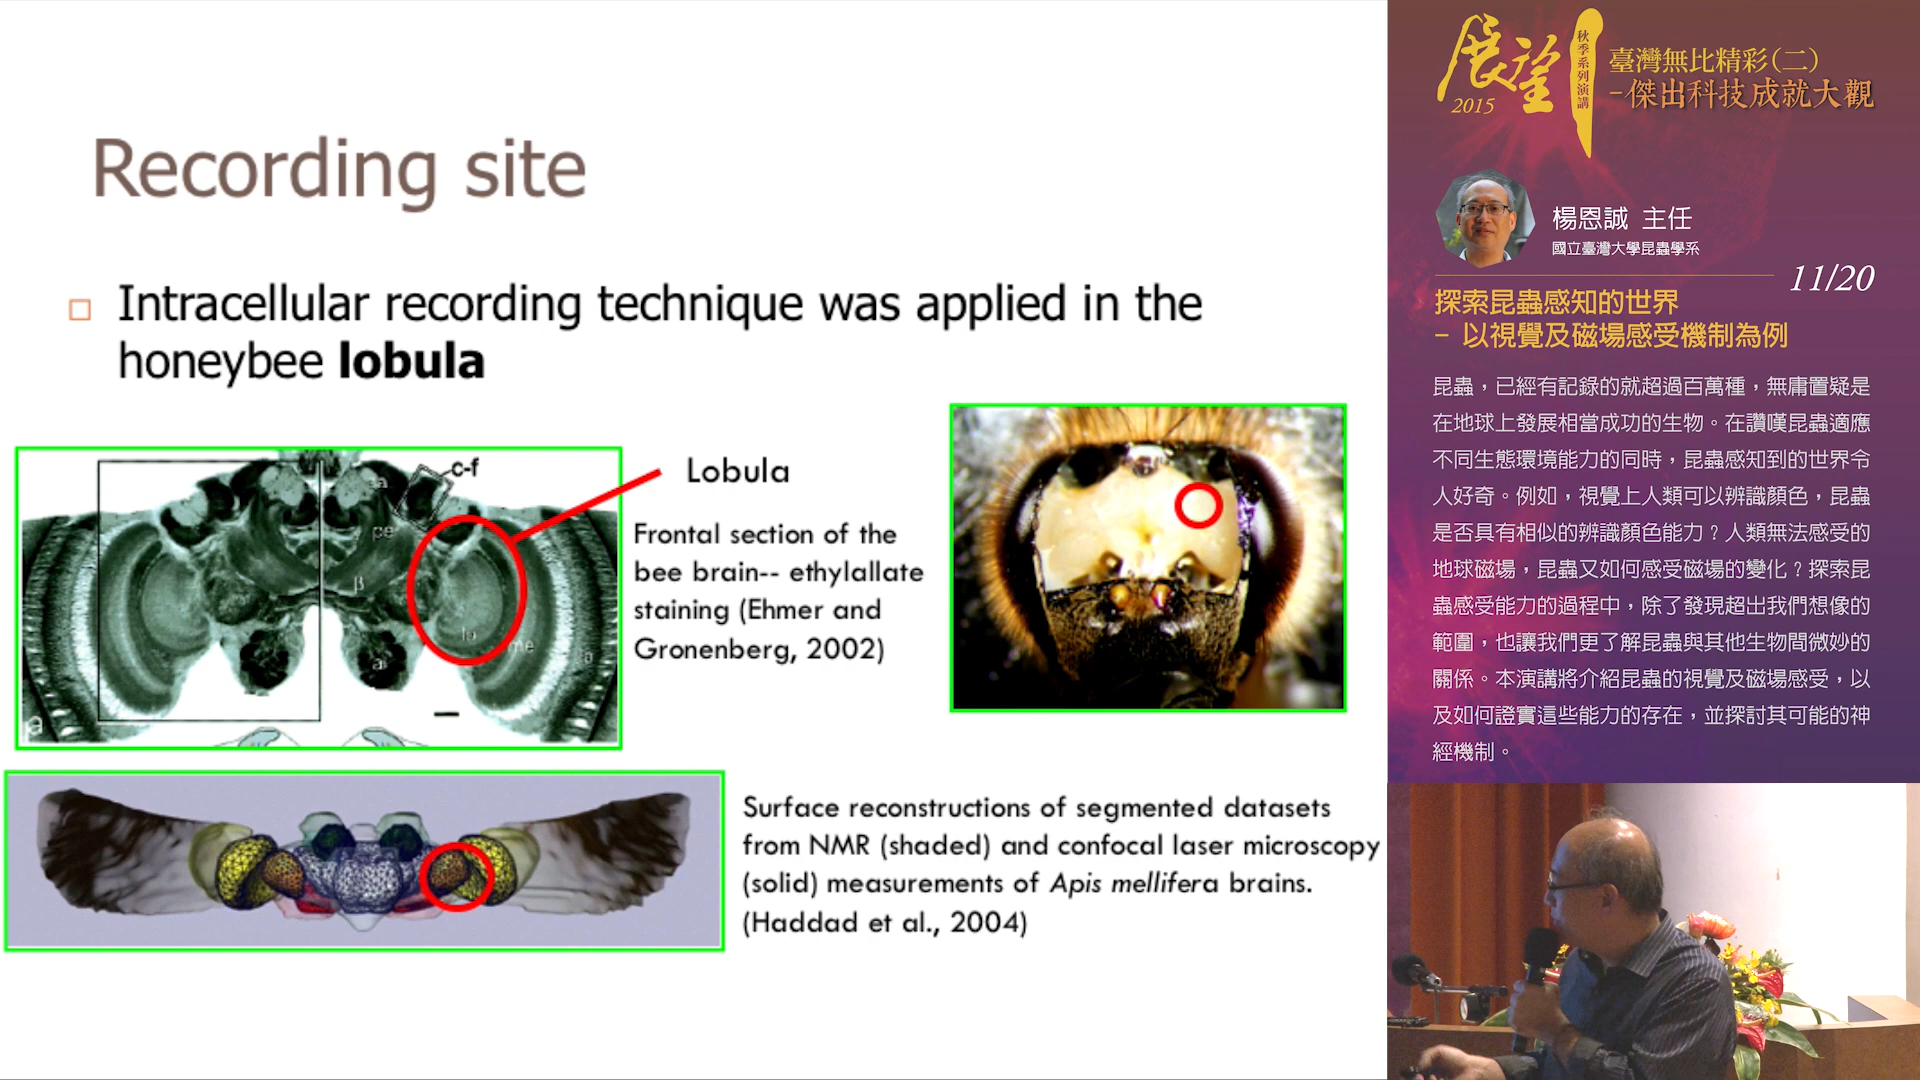 Recording site
Intracellular recording technique was applied in the
honeybee lobula
c-f
pe
β
lo
me
la
al
a
Lobula
Frontal section of the
bee brain-- ethylallate
staining (Ehmer and
Gronenberg, 2002)
Surface reconstructions of segmented datasets
from NMR (shaded) and confocal laser microscopy
(solid) measurements of Apis mellifera brains.
(Haddad et al., 2004)
展望
2015
秋季系列演講
臺灣無比精彩(二)
-傑出科技成就大觀
楊恩誠 主任
國立臺灣大學昆蟲學系
11/20
探索昆蟲感知的世界
- 以視覺及磁場感受機制為例
昆蟲，已經有記錄的就超過百萬種，無庸置疑是
在地球上發展相當成功的生物。在讚嘆昆蟲適應
不同生態環境能力的同時，昆蟲感知到的世界令
人好奇。例如，視覺上人類可以辨識顏色，昆蟲
是否具有相似的辨識顏色能力？人類無法感受的
地球磁場，昆蟲又如何感受磁場的變化？探索昆
蟲感受能力的過程中，除了發現超出我們想像的
範圍，也讓我們更了解昆蟲與其他生物間微妙的
關係。本演講將介紹昆蟲的視覺及磁場感受，以
及如何證實這些能力的存在，並探討其可能的神
經機制。